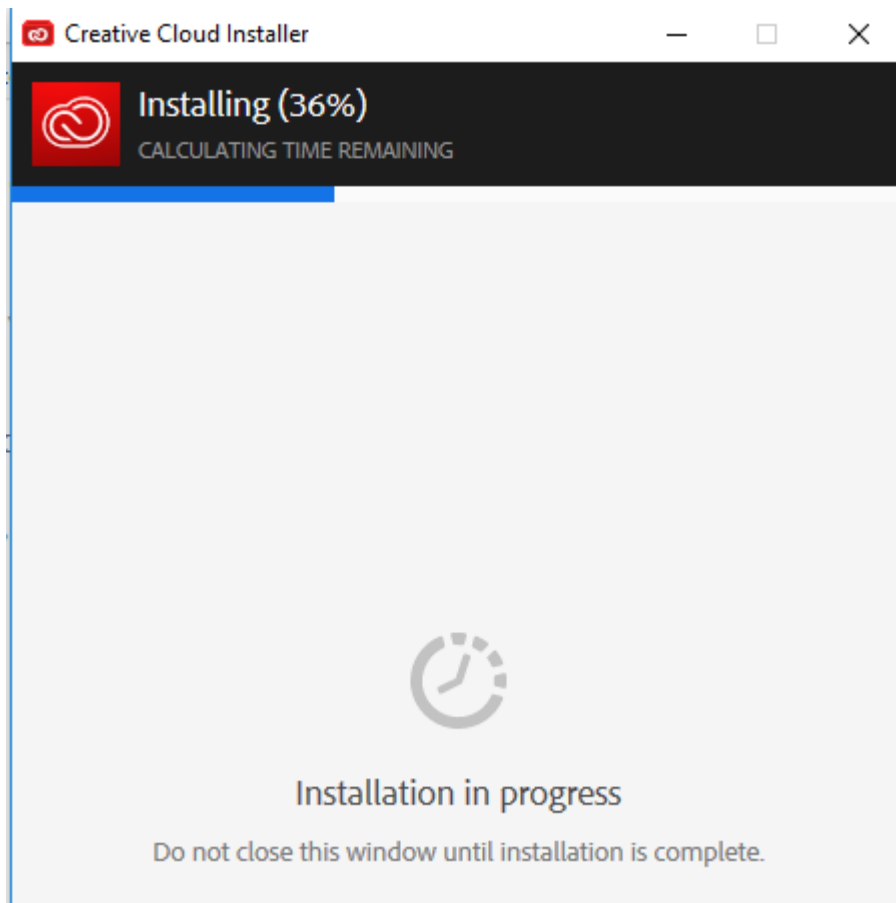 Creative Cloud Installer
Installing (36%)
CALCULATING TIME REMAINING
Installation in progress
Do not close this window until installation is complete.